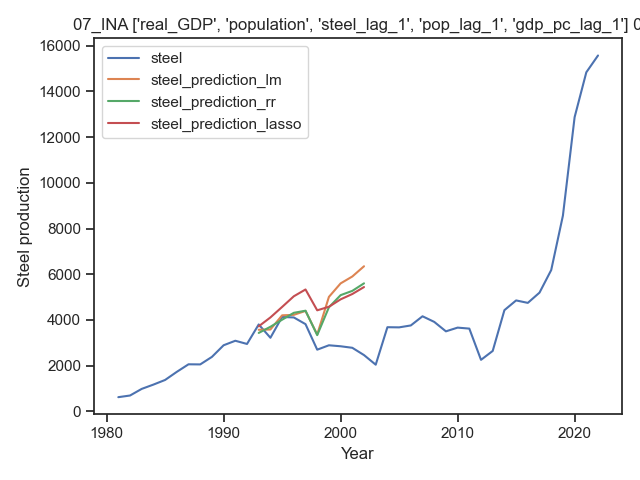 07_INA ['real_GDP', 'population', 'steel_lag_1', 'pop_lag_1', 'gdp_pc_lag_1'] 0
steel
steel_prediction_lm
steel_prediction_rr
steel_prediction_lasso
16000
14000
12000
10000
8000
6000
4000
2000
0
Steel production
1980
1990
2000
2010
2020
Year